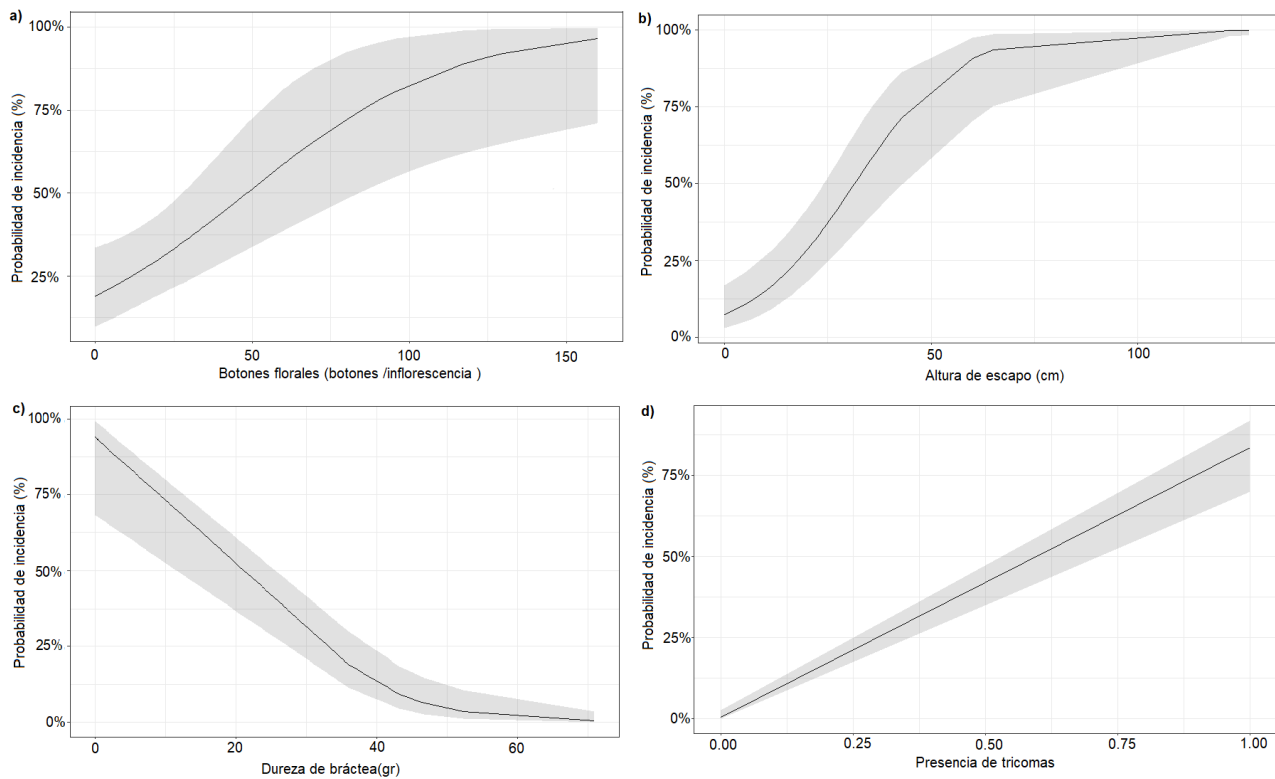 a)
100%
75%
50%
25%
Probabilidad de incidencia (%)
0 50 100 150
Botones florales (botones /inflorescencia )
b)
100%
75%
50%
25%
0%
Probabilidad de incidencia (%)
0 50 100
Altura de escapo (cm)
c)
100%
75%
50%
25%
0%
Probabilidad de incidencia (%)
0 20 40 60
Dureza de bráctea(gr)
d)
75%
50%
25%
0%
Probabilidad de incidencia (%)
0.00 0.25 0.50 0.75 1.00
Presencia de tricomas